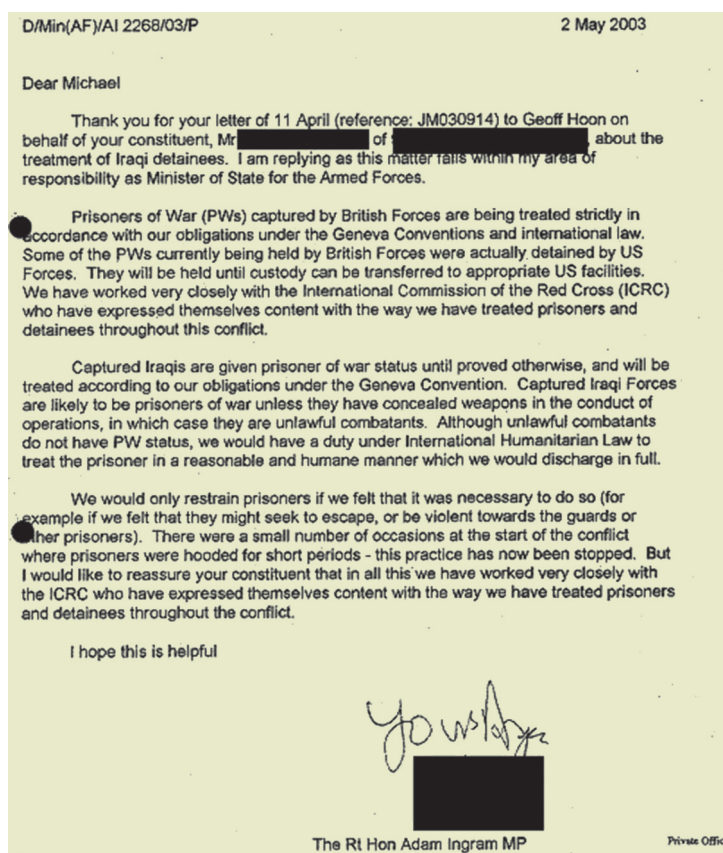 D/Min(AF)/AI 2268/03/P 2 May 2003
Dear Michael
Thank you for your letter of 11 April (reference: JM030914) to Geoff Hoon on
behalf of your constituent, Mr of , about the
treatment of Iraqi detainees. I am replying as this matter falls within my area of
responsibility as Minister of State for the Armed Forces.
Prisoners of War (PWs) captured by British Forces are being treated strictly in
accordance with our obligations under the Geneva Conventions and international law.
Some of the PWs currently being held by British Forces were actually detained by US
Forces. They will be held until custody can be transferred to appropriate US facilities.
We have worked very closely with the International Commission of the Red Cross (ICRC)
who have expressed themselves content with the way we have treated prisoners and
detainees throughout this conflict.
Captured Iraqis are given prisoner of war status until proved otherwise, and will be
treated according to our obligations under the Geneva Convention. Captured Iraqi Forces
are likely to be prisoners of war unless they have concealed weapons in the conduct of
operations, in which case they are unlawful combatants. Although unlawful combatants
do not have PW status, we would have a duty under International Humanitarian Law to
treat the prisoner in a reasonable and humane manner which we would discharge in full.
We would only restrain prisoners if we felt that it was necessary to do so (for
example if we felt that they might seek to escape, or be violent towards the guards or
other prisoners). There were a small number of occasions at the start of the conflict
where prisoners were hooded for short periods - this practice has now been stopped. But
I would like to reassure your constituent that in all this we have worked very closely with
the ICRC who have expressed themselves content with the way we have treated prisoners
and detainees throughout the conflict.
I hope this is helpful
Yours
The Rt Hon Adam Ingram MP
Private Offic